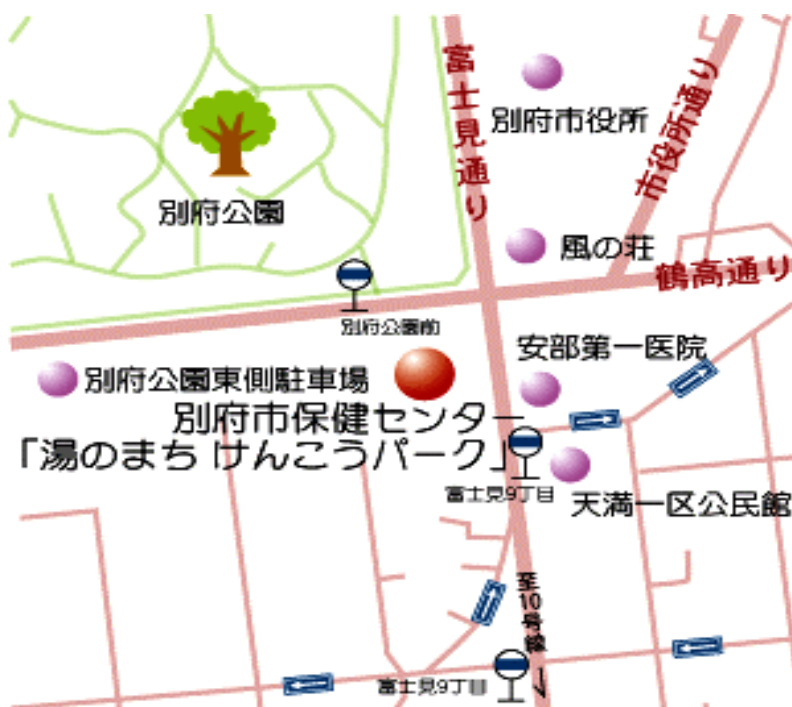 富士見通り
別府市役所
市役所通り
別府公園
風の荘
鶴高通り
別府公園前
安部第一医院
別府公園東側駐車場
別府市保健センター
「湯のまち けんこうパーク」
富士見9丁目
天満一区公民館
至10号線
富士見9丁目